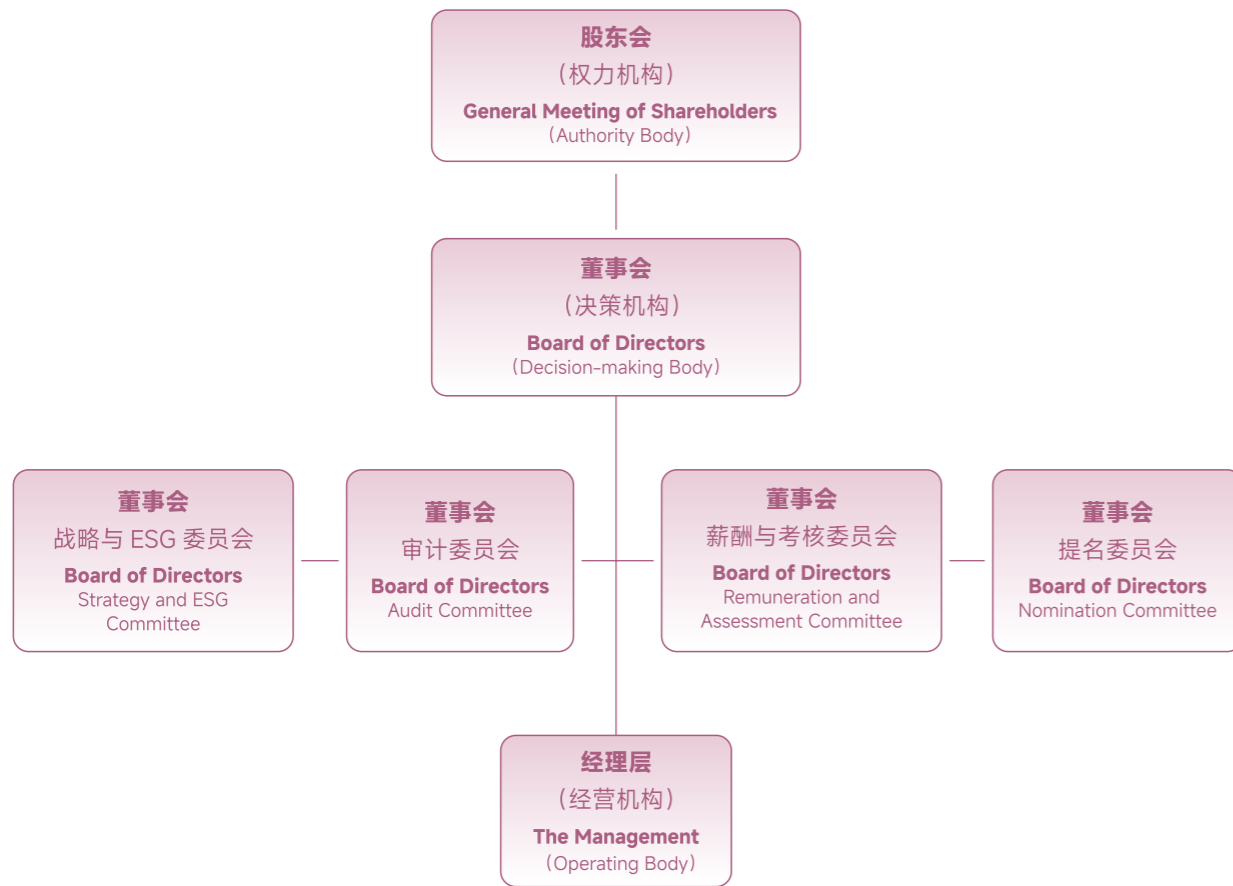 股东会
（权力机构）
General Meeting of Shareholders
（Authority Body）
董事会
（决策机构）
Board of Directors
（Decision-making Body）
董事会
战略与 ESG 委员会
Board of Directors
Strategy and ESG
Committee
董事会
审计委员会
Board of Directors
Audit Committee
董事会
薪酬与考核委员会
Board of Directors
Remuneration and
Assessment Committee
董事会
提名委员会
Board of Directors
Nomination Committee
经理层
（经营机构）
The Management
（Operating Body）